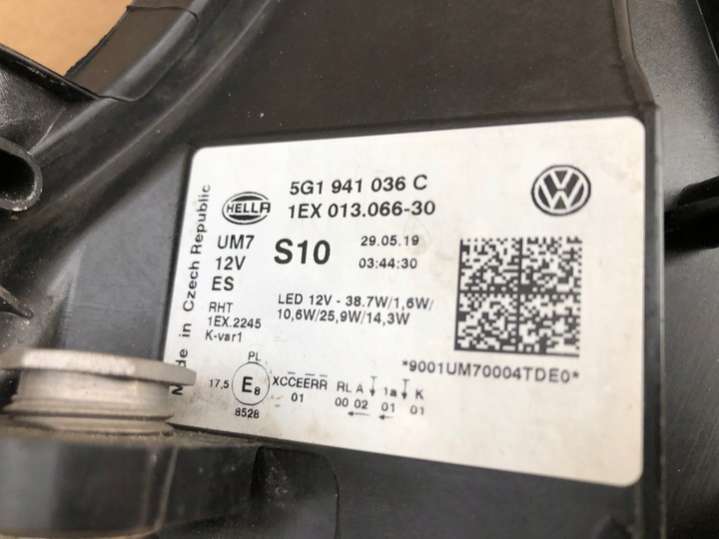 Made in Czech Republic
HELLA
5G1 941 036 C
1EX 013.066-30
UM7
12V
ES
S10
29.05.19
03:44:30
RHT
1EX.2245
K-var1
LED 12V - 38.7W/1,6W/
10,6W/25,9W/14,3W
*9001UM70004TDE0*
PL
17.5 E8 XCCEERR RL A 1a K
01 00 02 01 01
8528
VW